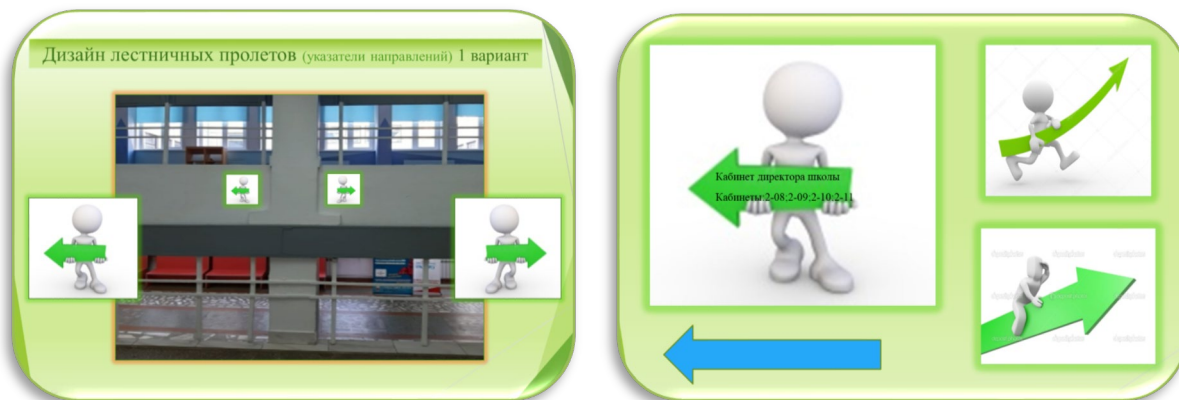 Дизайн лестничных пролетов (указатели направлений) 1 вариант
Кабинет директора школы
Кабинеты:2-08;2-09;2-10;2-11